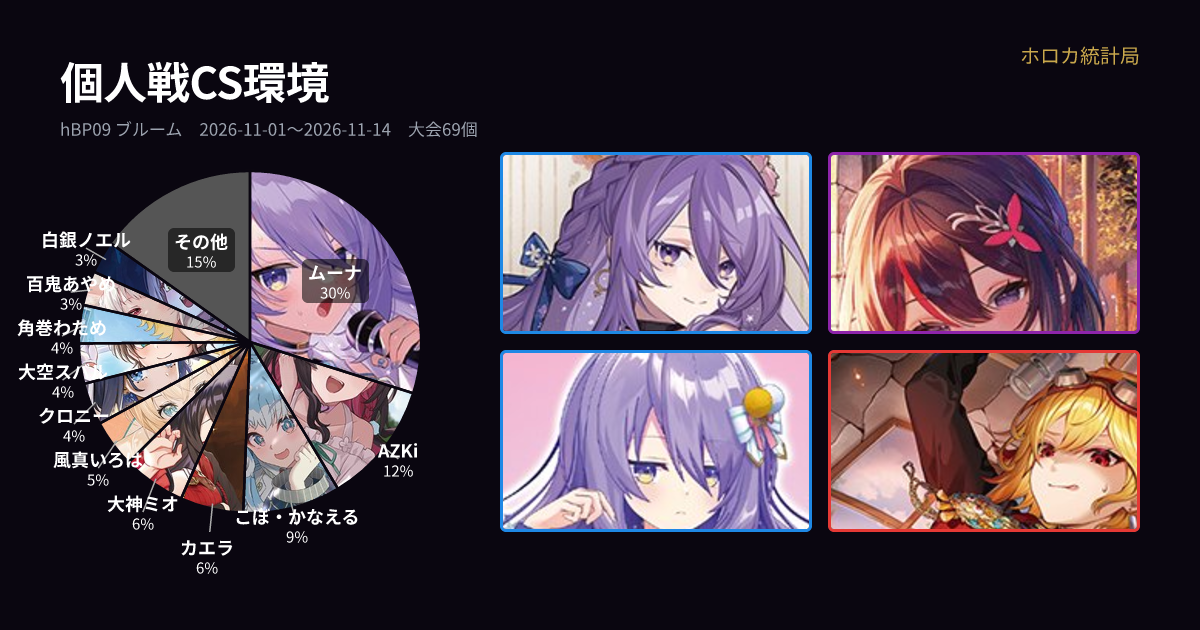 ホロカ統計局
個人戦CS環境
hBP09 ブルーム　2026-11-01～2026-11-14　大会69個
その他
15%
ムーナ
30%
白銀ノエル
3%
百鬼あやめ
3%
角巻わため
4%
大空スバル
4%
クロニー
4%
風真いろは
5%
大神ミオ
6%
カエラ
6%
こぼ・かなえる
9%
AZKi
12%